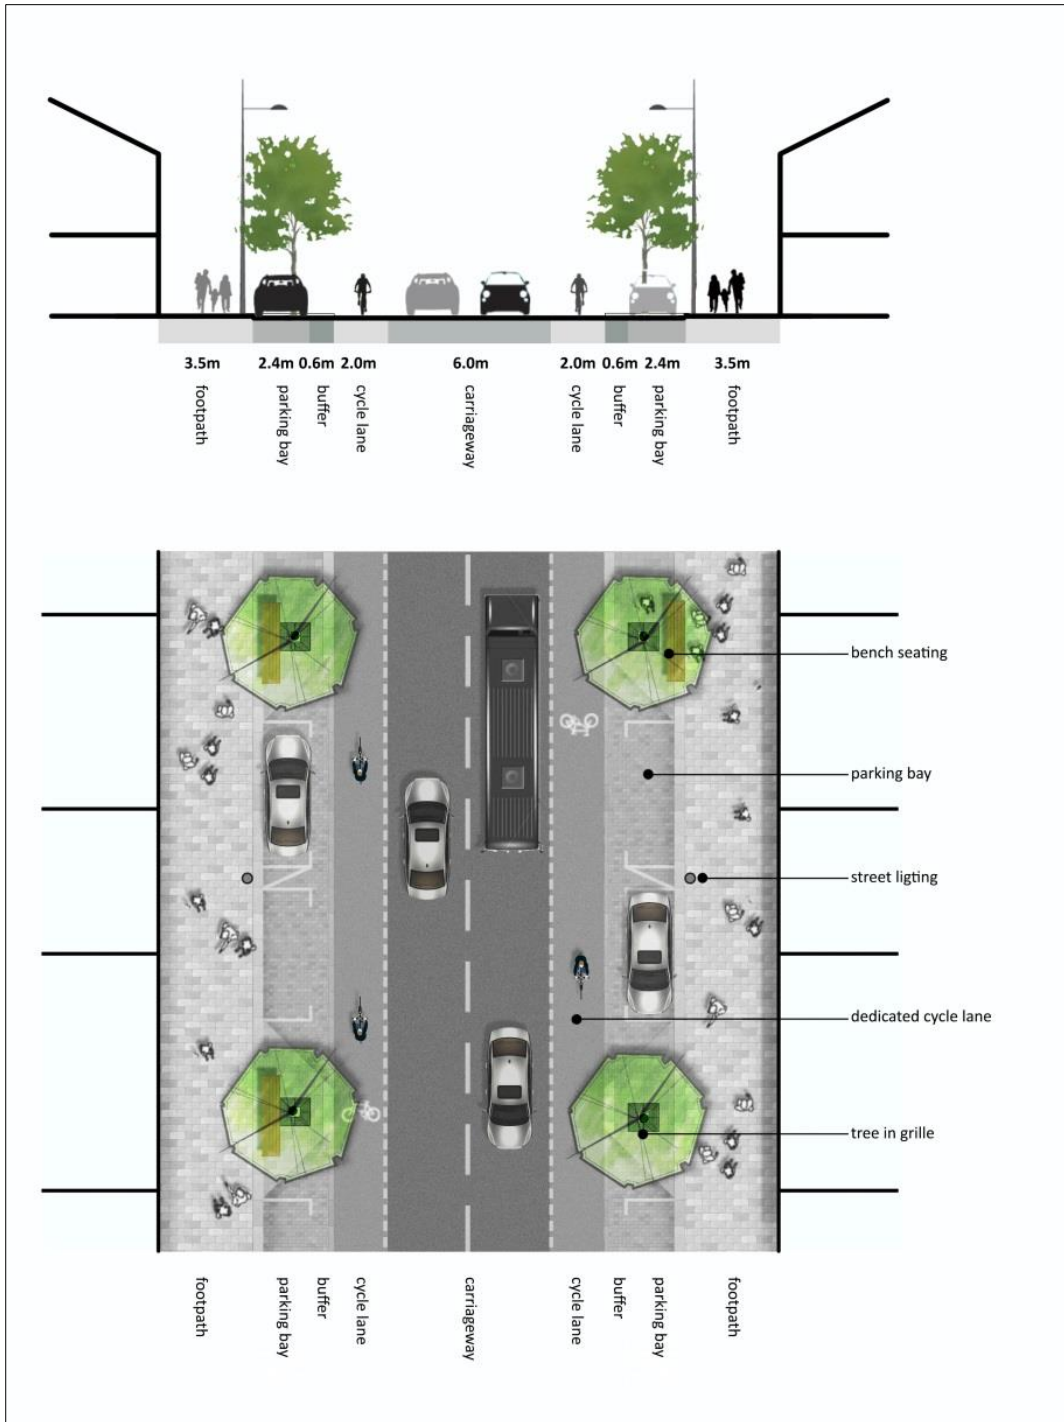 3.5m 2.4m 0.6m 2.0m 6.0m 2.0m 0.6m 2.4m 3.5m
footpath
parking bay
buffer
cycle lane
carriageway
cycle lane
buffer
parking bay
footpath
bench seating
parking bay
street ligting
dedicated cycle lane
tree in grille
footpath
parking bay
buffer
cycle lane
carriageway
cycle lane
buffer
parking bay
footpath